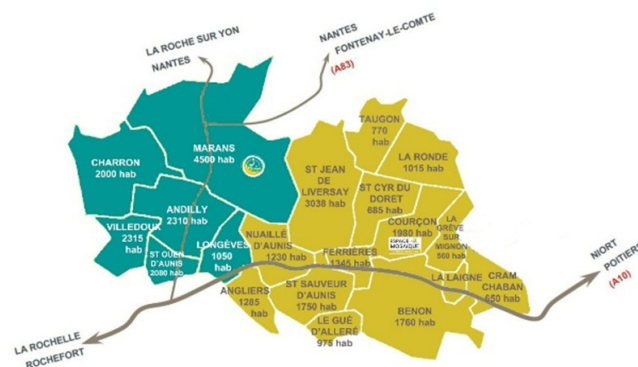 LA ROCHE SUR YON
NANTES
NANTES
FONTENAY-LE-COMTE
(A83)
TAUGON
770
hab
MARANS
4500 hab
CHARRON
2000 hab
LA RONDE
1015 hab
ST JEAN
DE
LIVERSAY
3038 hab
ST CYR DU
DORET
685 hab
ANDILLY
2310 hab
VILLEDOUX
2315
hab
LONGÈVES
1050
hab
ST OUEN
D'AUNIS
2080 hab
NUAILLÉ
D'AUNIS
1230 hab
COURÇON
1980 hab
ESPACE
MOSAÏQUE
LA
GRÈVE
SUR
MIGNON
560 hab
FERRIÈRES
1345 hab
LA LAIGNE
CRAM
CHABAN
650 hab
NIORT
POITIERS
(A10)
ANGLIERS
1285
hab
ST SAUVEUR
D'AUNIS
1750 hab
LE GUÉ
D'ALLERÉ
975 hab
BENON
1760 hab
LA ROCHELLE
ROCHEFORT